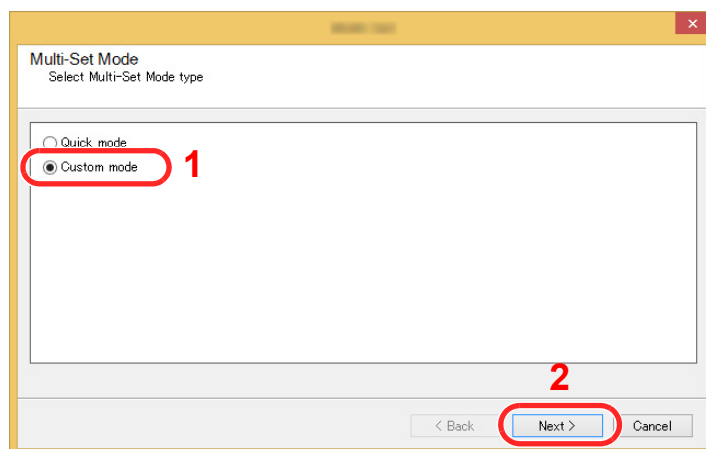 Multi-Set Mode
Select Multi-Set Mode type
Quick mode
Custom mode 1
2
< Back Next > Cancel